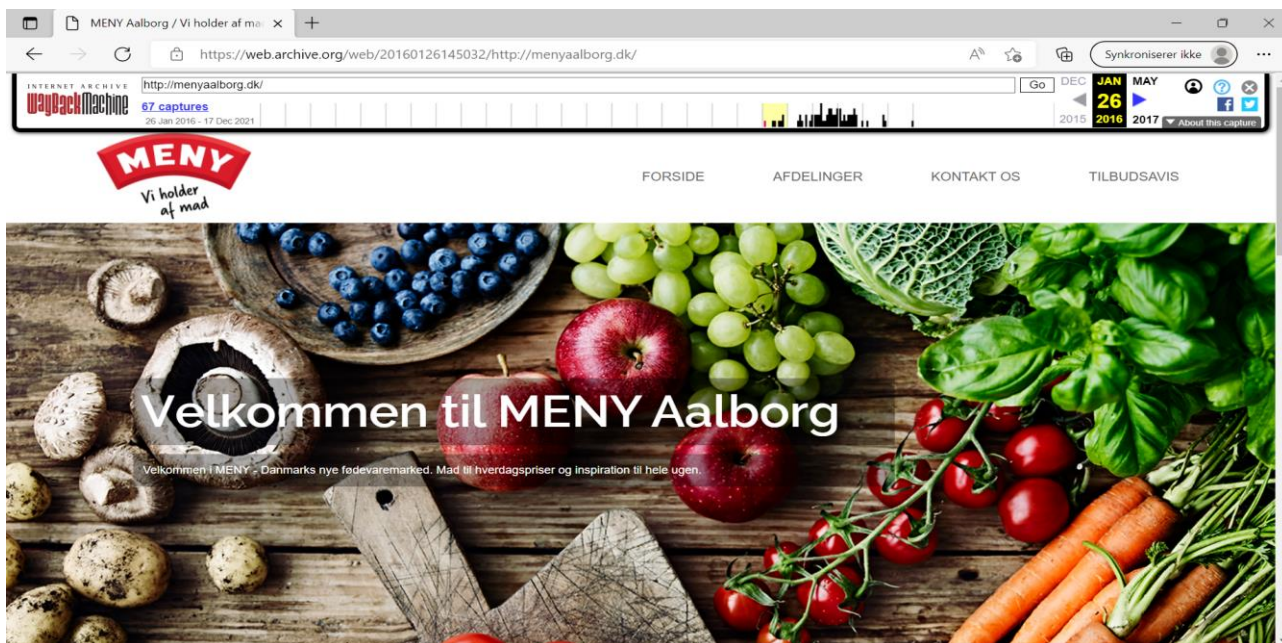 MENY Aalborg / Vi holder af ma
https://web.archive.org/web/20160126145032/http://menyaalborg.dk/
Synkroniserer ikke
INTERNET ARCHIVE
WayBackMachine
http://menyaalborg.dk/
Go
67 captures
26 Jan 2016 - 17 Dec 2021
DEC JAN MAY
26
2015 2016 2017
About this capture
MENY
Vi holder
af mad
FORSIDE AFDELINGER KONTAKT OS TILBUDSAVIS
Velkommen til MENY Aalborg
Velkommen i MENY - Danmarks nye fødevaremarked. Mad til hverdagspriser og inspiration til hele ugen.